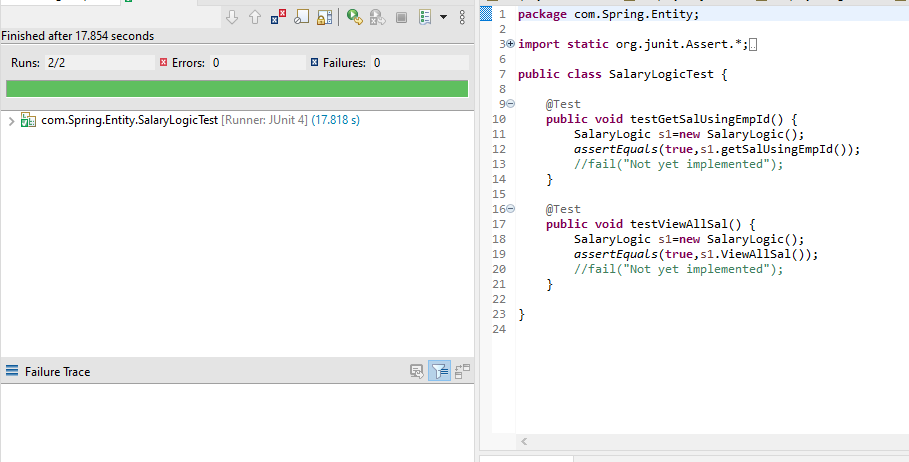 Finished after 17.854 seconds
Runs: 2/2 Errors: 0 Failures: 0
com.Spring.Entity.SalaryLogicTest [Runner: JUnit 4] (17.818 s)
Failure Trace
1 package com.Spring.Entity;
2
3 import static org.junit.Assert.*;
6
7 public class SalaryLogicTest {
8
9 @Test
10 public void testGetSalUsingEmpId() {
11 SalaryLogic s1=new SalaryLogic();
12 assertEquals(true,s1.getSalUsingEmpId());
13 //fail("Not yet implemented");
14 }
15
16 @Test
17 public void testViewAllSal() {
18 SalaryLogic s1=new SalaryLogic();
19 assertEquals(true,s1.ViewAllSal());
20 //fail("Not yet implemented");
21 }
22
23 }
24